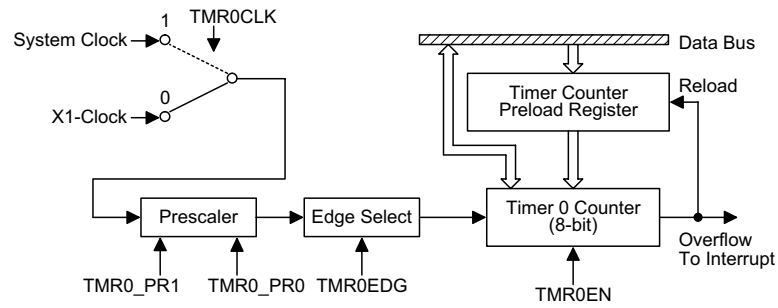 1
TMR0CLK
System Clock
0
X1-Clock
Data Bus
Timer Counter
Preload Register
Reload
Prescaler
Edge Select
Timer 0 Counter
(8-bit)
Overflow
To Interrupt
TMR0_PR1
TMR0_PR0
TMR0EDG
TMR0EN